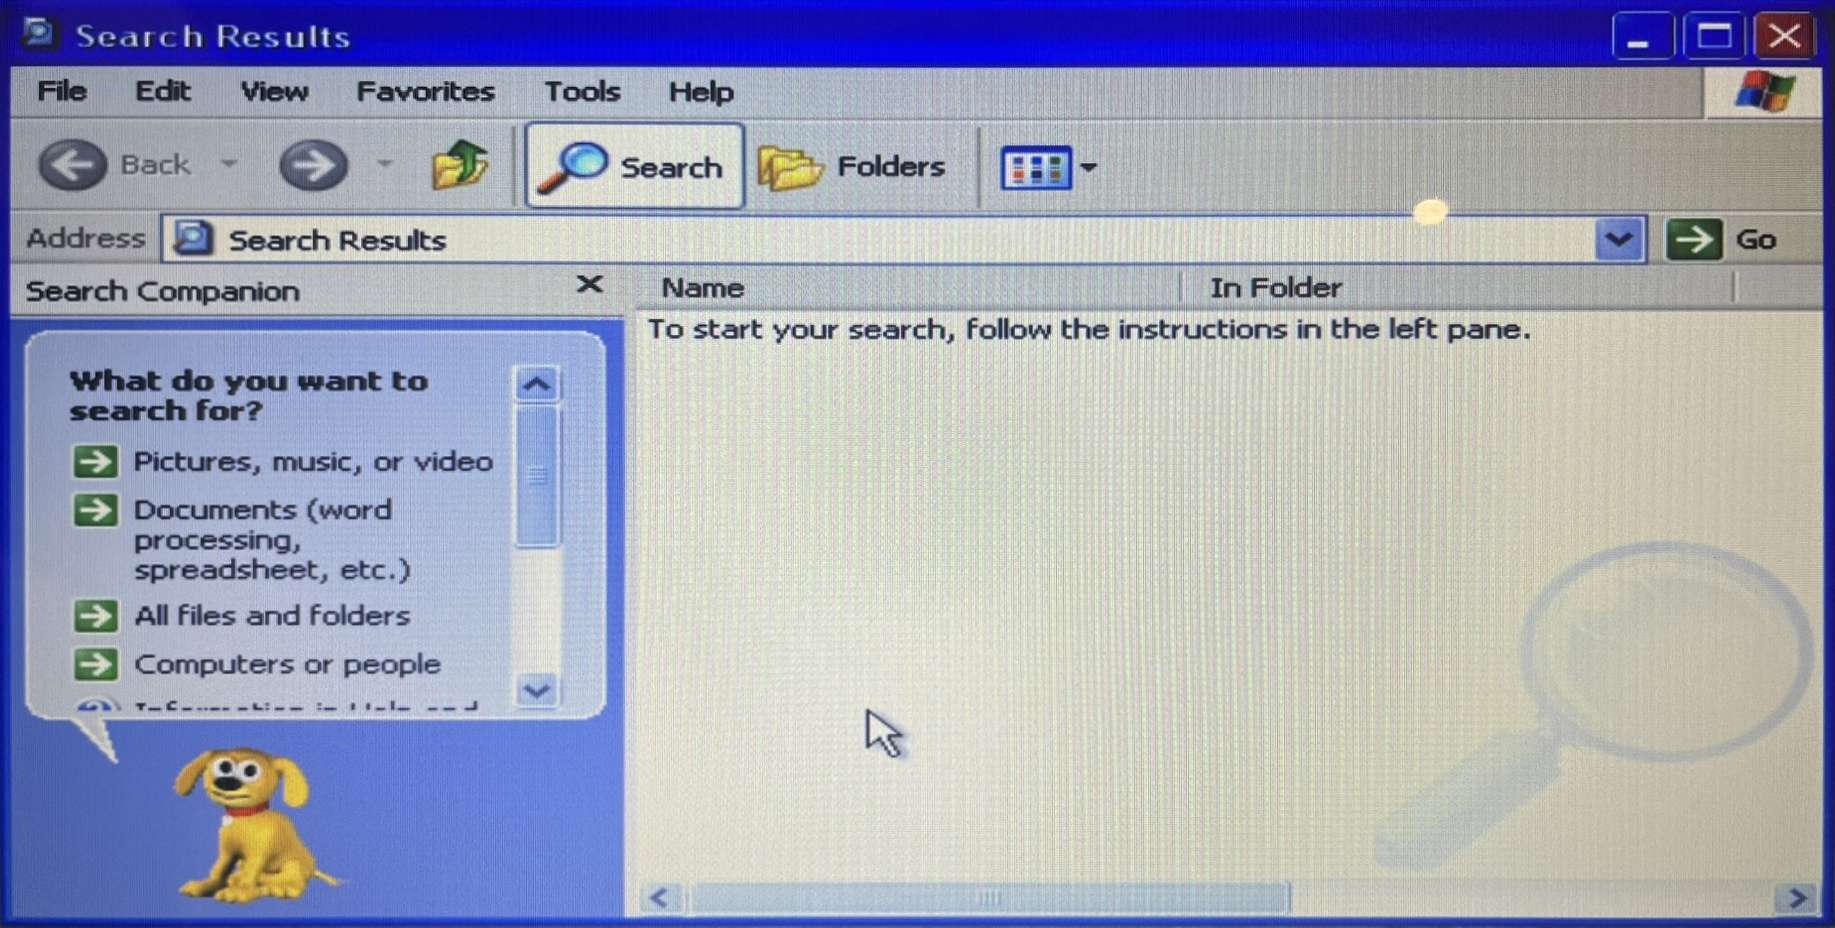 Search Results
File Edit View Favorites Tools Help
Back Search Folders
Address Search Results Go
Search Companion
Name In Folder
To start your search, follow the instructions in the left pane.
What do you want to
search for?
Pictures, music, or video
Documents (word
processing,
spreadsheet, etc.)
All files and folders
Computers or people